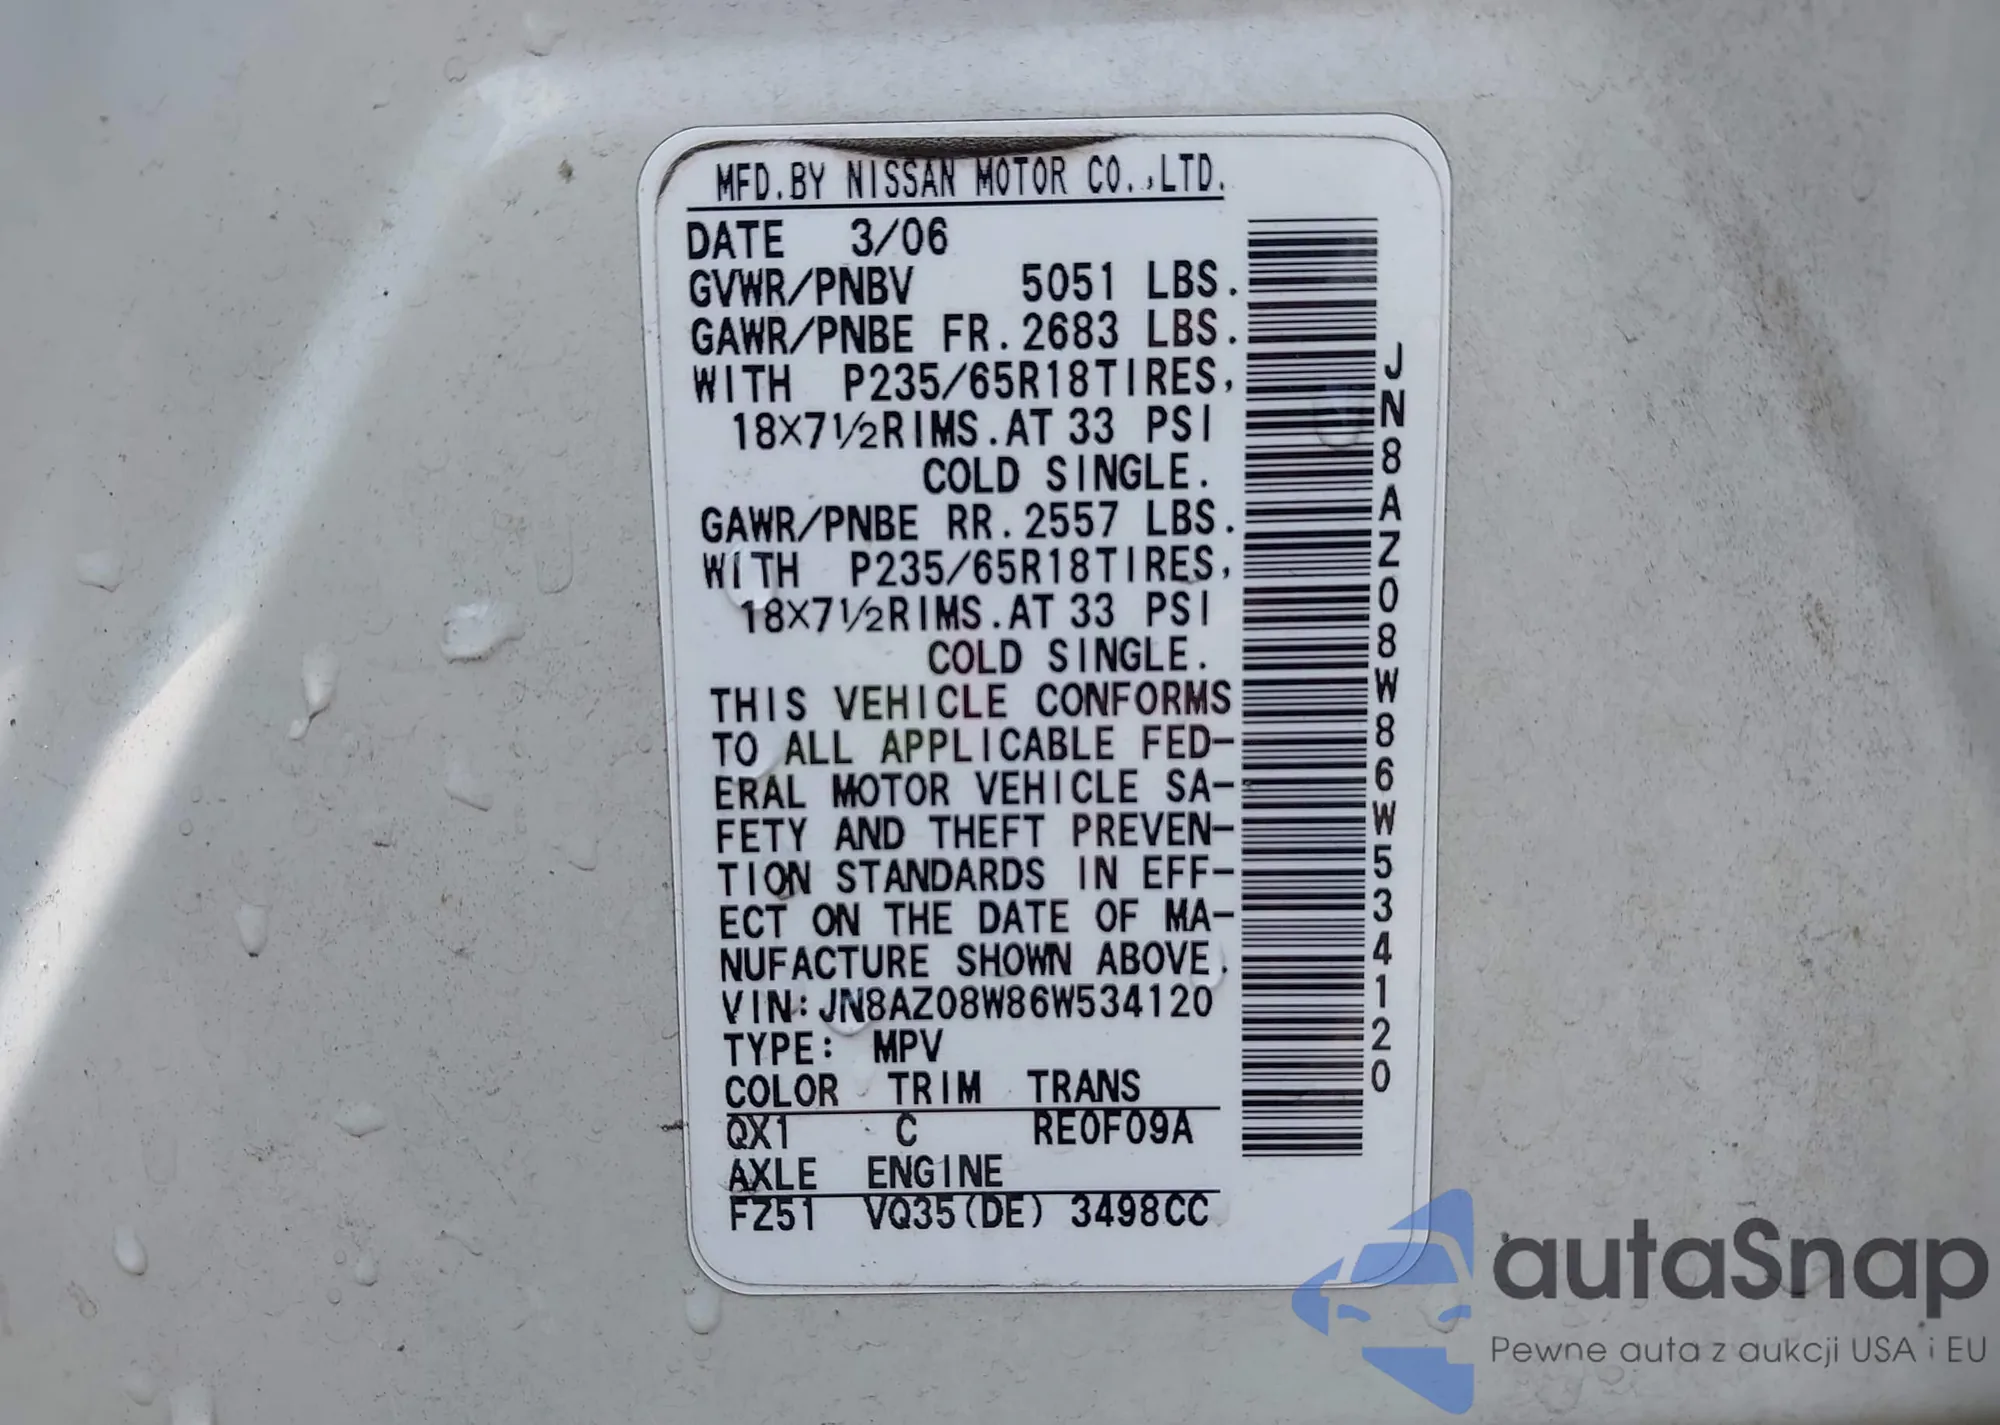 MFD.BY NISSAN MOTOR CO.,LTD.
DATE 3/06
GVWR/PNBV 5051 LBS.
GAWR/PNBE FR.2683 LBS.
WITH P235/65R18TIRES,
18X7½RIMS.AT 33 PSI
COLD SINGLE.
GAWR/PNBE RR.2557 LBS.
WITH P235/65R18TIRES,
18X7½RIMS.AT 33 PSI
COLD SINGLE.
THIS VEHICLE CONFORMS
TO ALL APPLICABLE FED-
ERAL MOTOR VEHICLE SA-
FETY AND THEFT PREVEN-
TION STANDARDS IN EFF-
ECT ON THE DATE OF MA-
NUFACTURE SHOWN ABOVE.
VIN:JN8AZ08W86W534120
TYPE: MPV
COLOR TRIM TRANS
QX1 C RE0F09A
AXLE ENGINE
FZ51 VQ35(DE) 3498CC
JN8AZ08W86W534120
autaSnap
Pewne auta z aukcji USA i EU